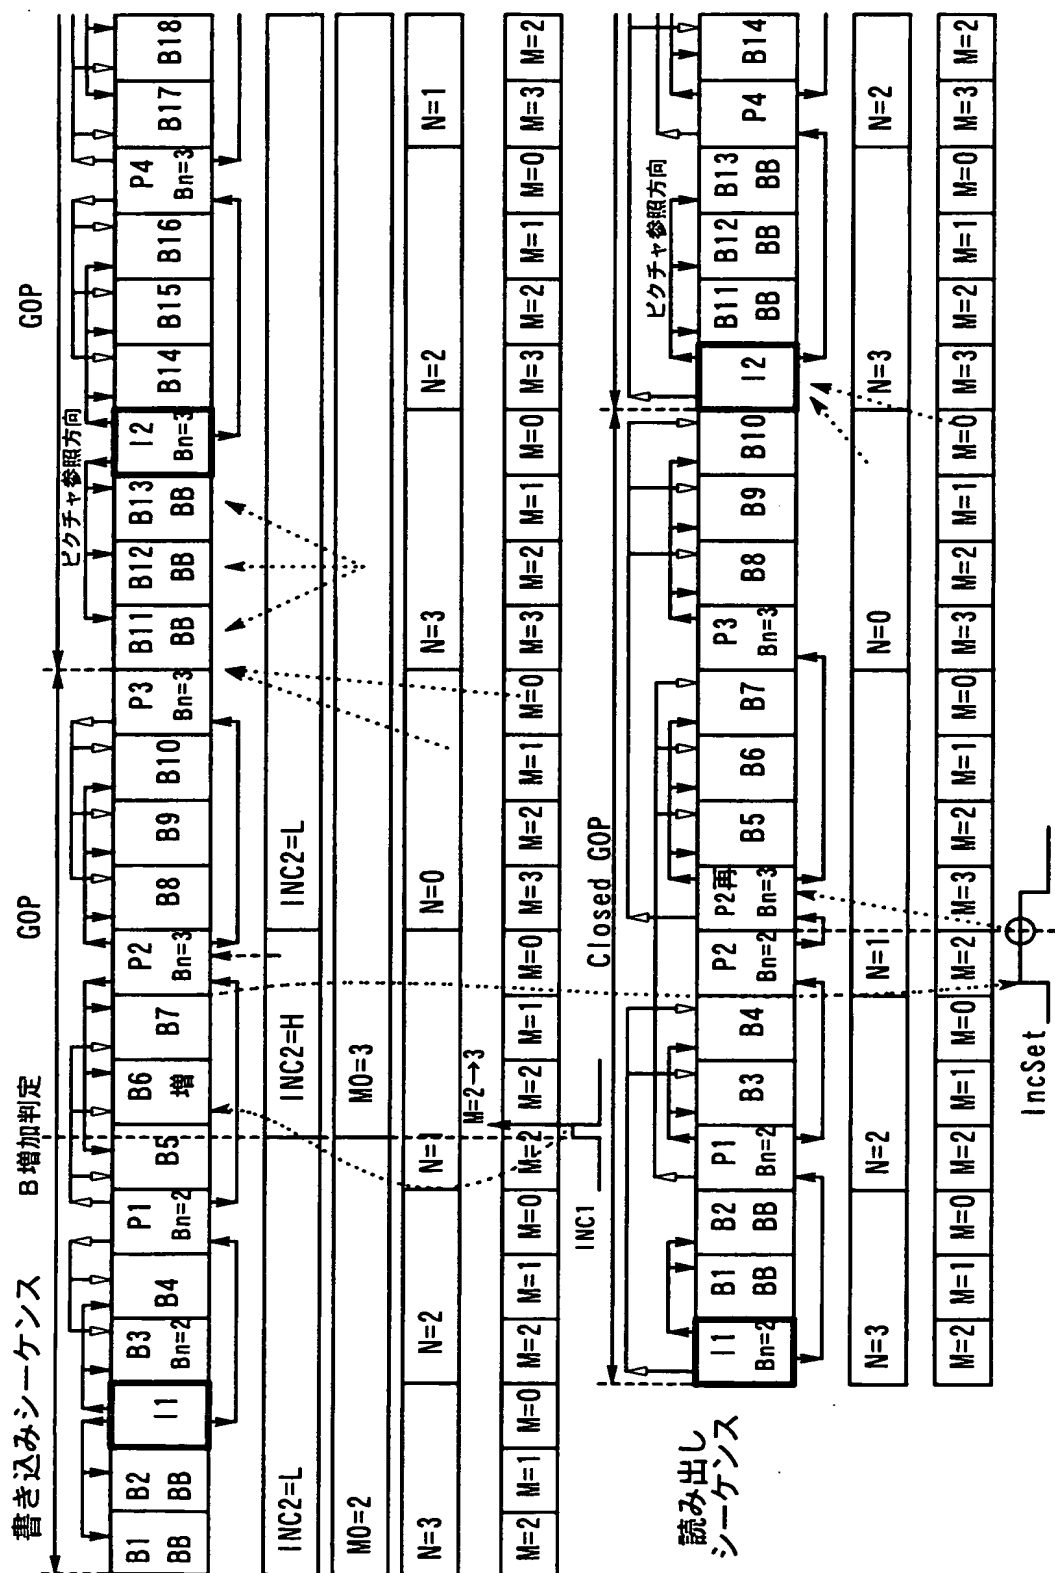 書き込みシーケンス
GOP
B増加判定
GOP
ピクチャ参照方向
B1 BB
B2 BB
I1
B3 Bn=2
B4
P1 Bn=2
B5
B6 増
B7
P2 Bn=3
B8
B9
B10
P3 Bn=3
B11 BB
B12 BB
B13 BB
I2 Bn=3
B14
B15
B16
P4 Bn=3
B17
B18
INC2=L
INC2=H
INC2=L
M0=2
M0=3
N=3
N=2
N=1
N=0
N=3
N=2
N=1
M=2→3
M=2
M=1
M=0
M=2
M=1
M=0
M=2
M=2
M=1
M=0
M=3
M=2
M=1
M=0
M=3
M=2
M=1
M=0
M=3
M=2
M=1
M=0
M=3
M=2
INC1
Closed GOP
ピクチャ参照方向
読み出し
シーケンス
I1 Bn=2
B1 BB
B2 BB
P1 Bn=2
B3
B4
P2 Bn=2
P2再 Bn=3
B5
B6
B7
P3 Bn=3
B8
B9
B10
I2
B11 BB
B12 BB
B13 BB
P4
B14
N=3
N=2
N=1
N=0
N=3
N=2
M=2
M=1
M=0
M=2
M=1
M=0
M=2
M=3
M=2
M=1
M=0
M=3
M=2
M=1
M=0
M=3
M=2
M=1
M=0
M=3
M=2
IncSet